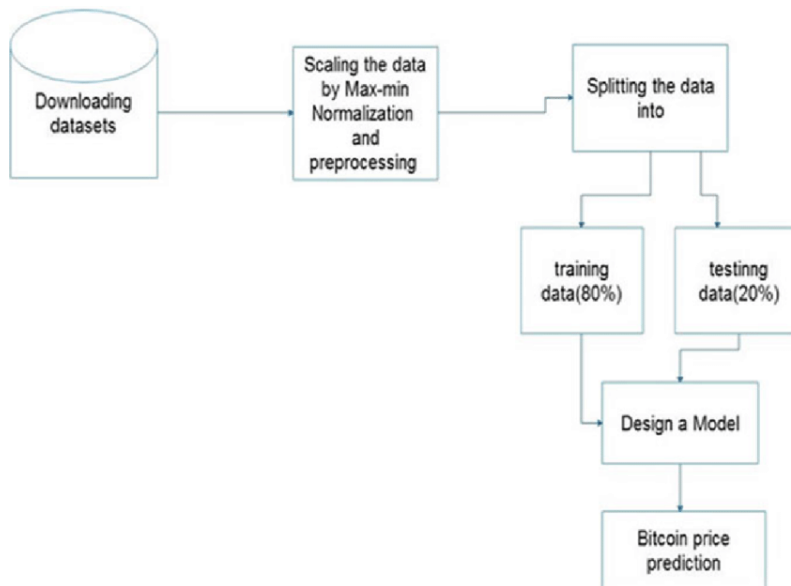 Downloading
datasets
Scaling the data
by Max-min
Normalization
and
preprocessing
Splitting the data
into
training
data(80%)
testinng
data(20%)
Design a Model
Bitcoin price
prediction